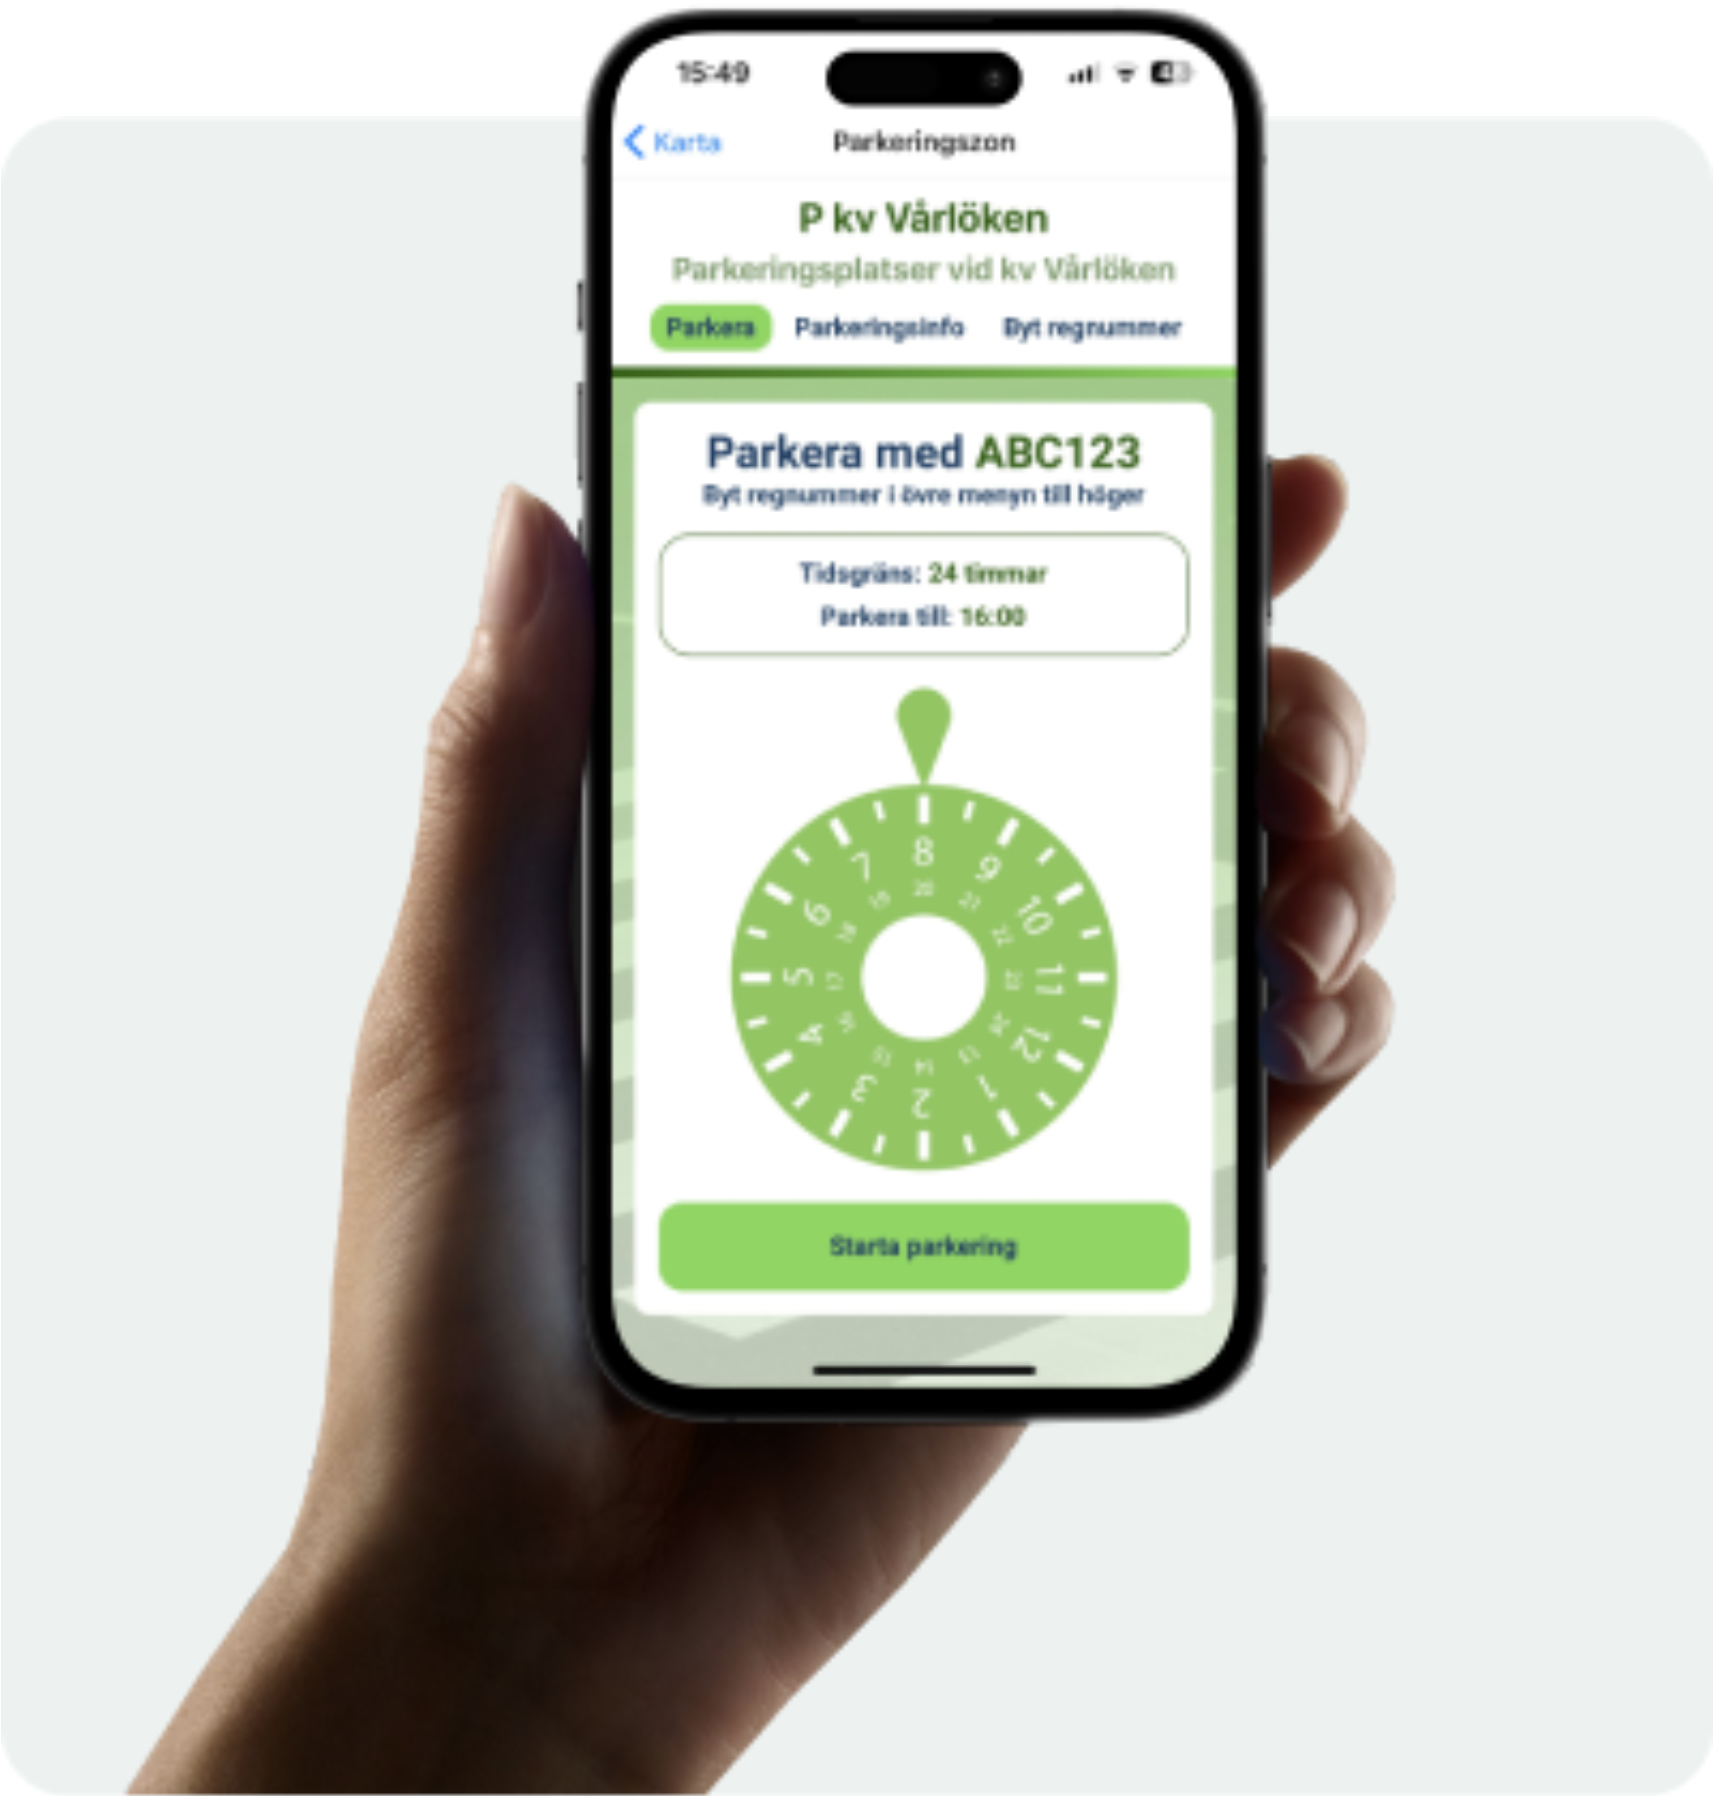 15:49
Karta
Parkeringszon
P kv Vårlöken
Parkeringsplatser vid kv Vårlöken
Parkera Parkeringsinfo Byt regnummer
Parkera med ABC123
Byt regnummer i övre menyn till höger
Tidsgräns: 24 timmar
Parkera till: 16:00
8 9 10 11 12 1 2 3 4 5 6 7
20 21 22 23 13 14 15 16 17 18 19
Starta parkering